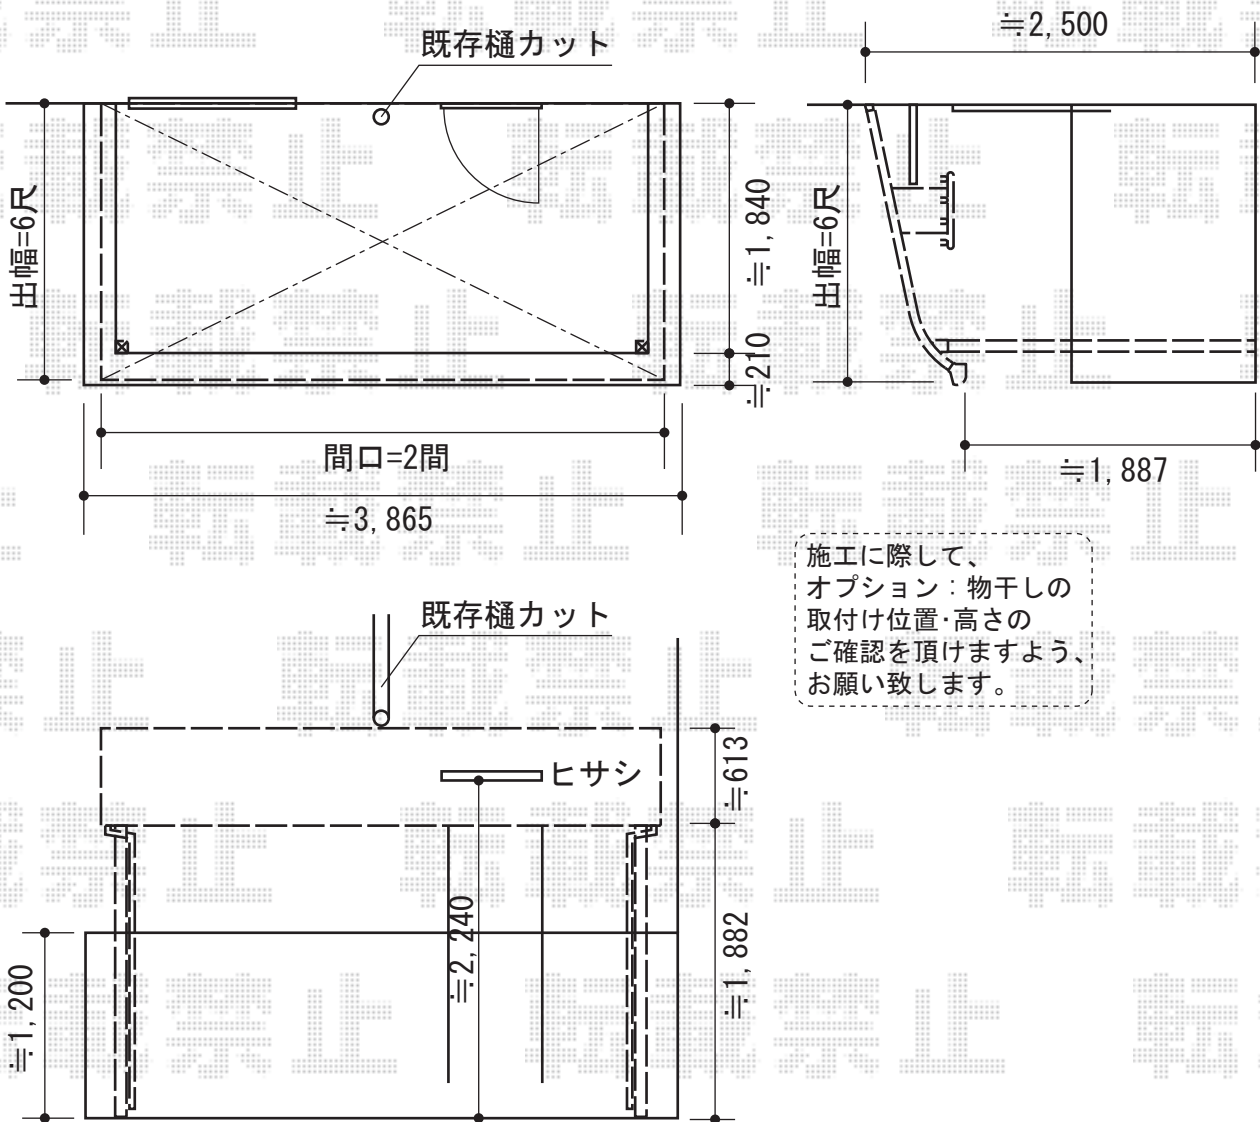 既存樋カット
≒2,500
出幅=6尺
≒1,840
≒210
出幅=6尺
間口=2間
≒3,865
≒1,887
施工に際して、
オプション：物干しの
取付け位置・高さの
ご確認を頂けますよう、
お願い致します。
既存樋カット
ヒサシ
≒613
≒2,240
≒1,882
≒1,200
転載禁止